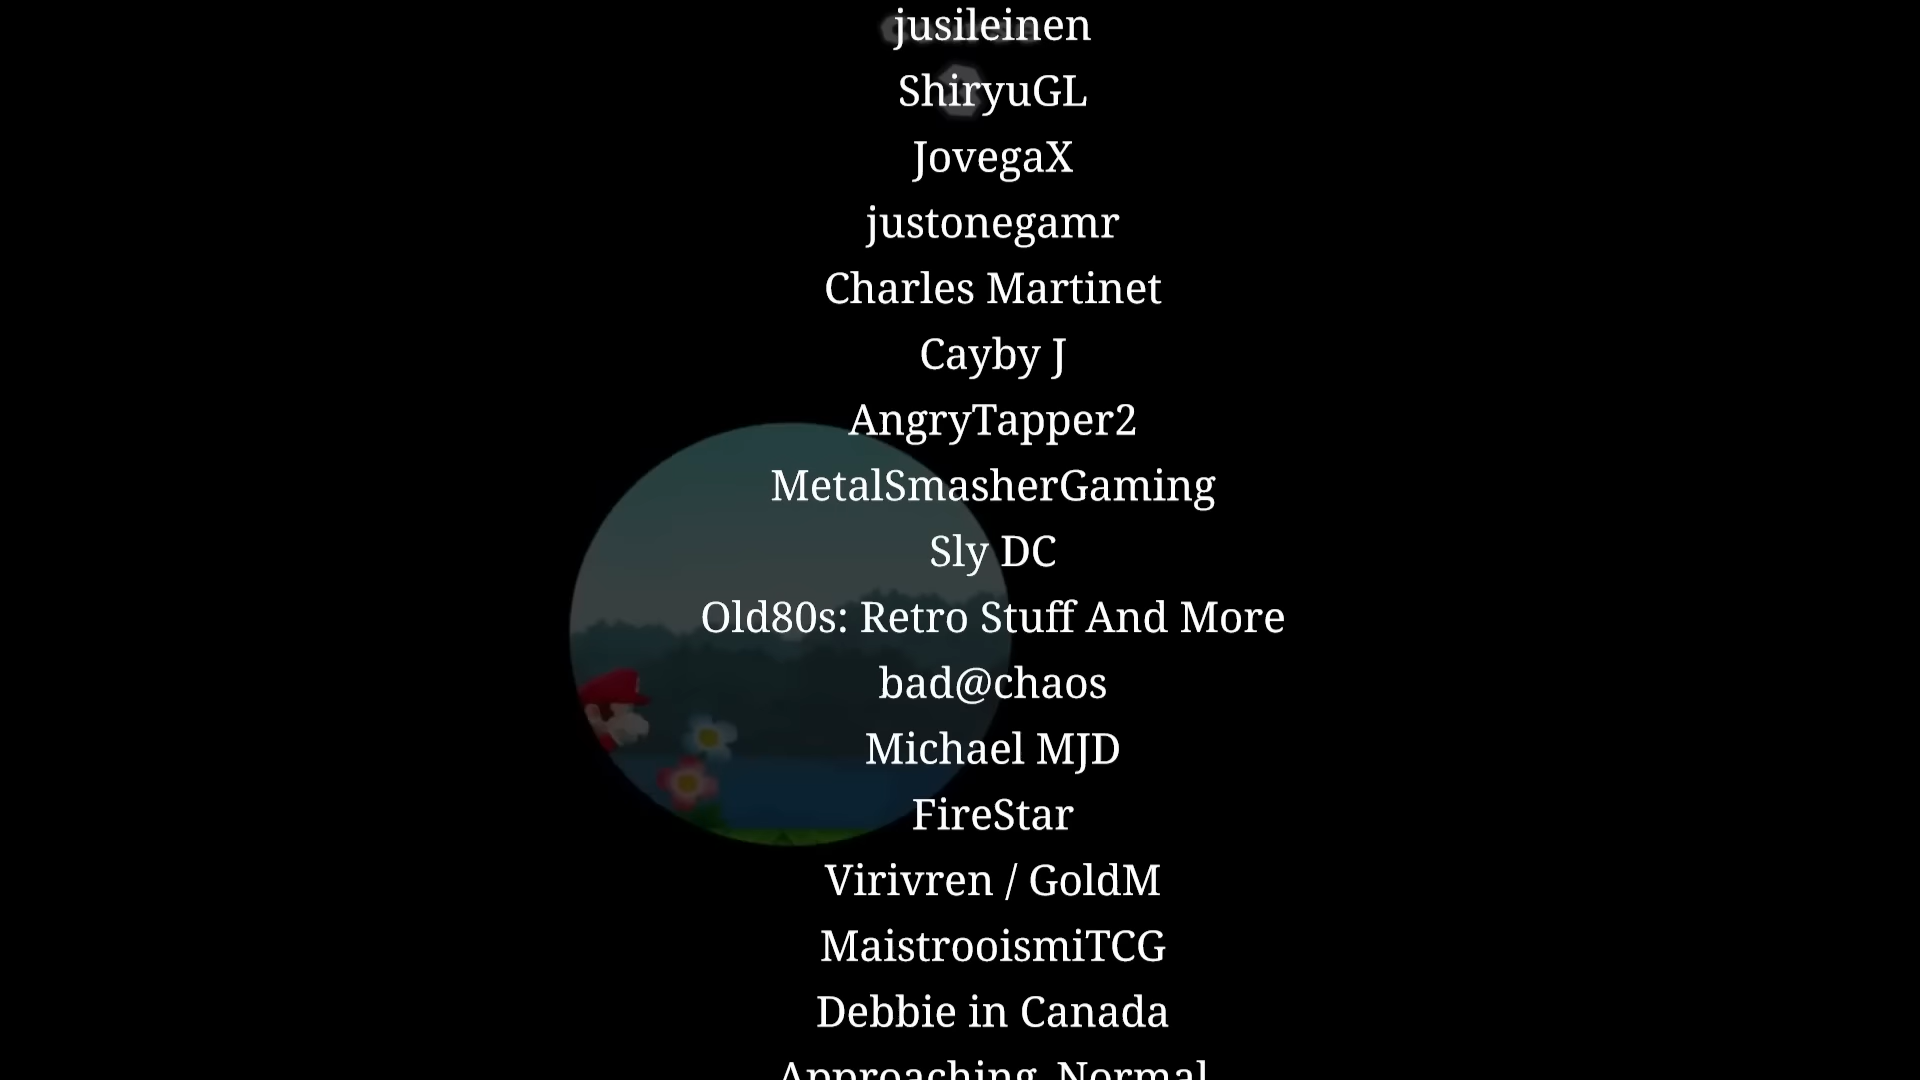 jusileinen
ShiryuGL
JovegaX
justonegamr
Charles Martinet
Cayby J
AngryTapper2
MetalSmasherGaming
Sly DC
Old80s: Retro Stuff And More
bad@chaos
Michael MJD
FireStar
Virivren / GoldM
MaistrooismiTCG
Debbie in Canada
Approaching_Normal